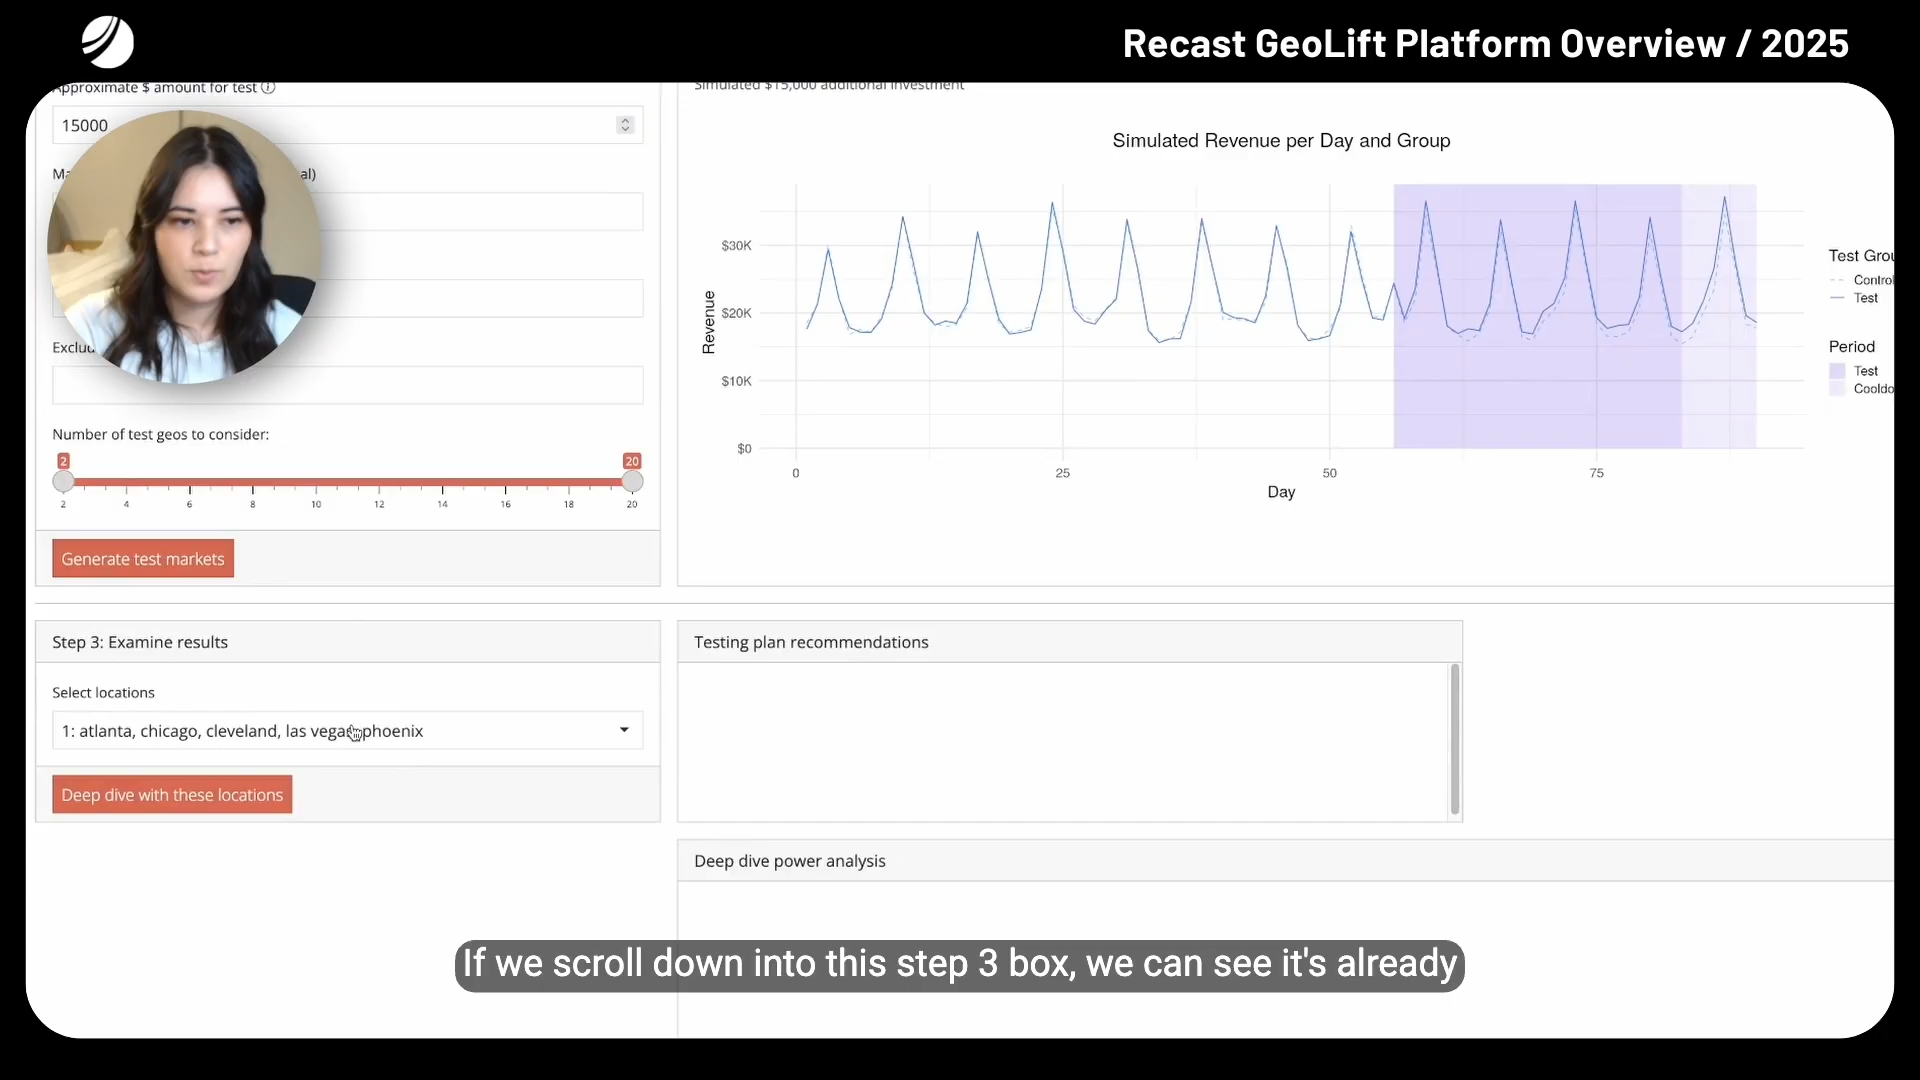 Recast GeoLift Platform Overview / 2025
Approximate $ amount for test
15000
Ma
al)
Exclu
Number of test geos to consider:
2
20
2 4 6 8 10 12 14 16 18 20
Generate test markets
Simulated $15,000 additional investment
Simulated Revenue per Day and Group
Revenue
$30K
$20K
$10K
$0
0 25 50 75
Day
Test Grou
Control
Test
Period
Test
Cooldo
Step 3: Examine results
Select locations
1: atlanta, chicago, cleveland, las vegas, phoenix
Deep dive with these locations
Testing plan recommendations
Deep dive power analysis
If we scroll down into this step 3 box, we can see it's already